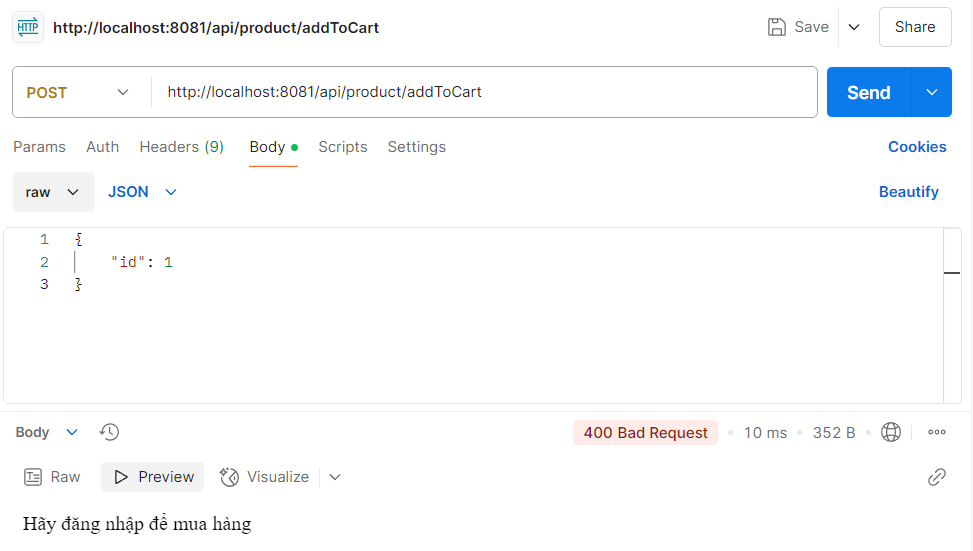 HTTP http://localhost:8081/api/product/addToCart Save Share
POST http://localhost:8081/api/product/addToCart Send
Params Auth Headers (9) Body Scripts Settings Cookies
raw JSON Beautify
1 {
2 "id": 1
3 }
Body 400 Bad Request 10 ms 352 B
Raw Preview Visualize
Hãy đăng nhập để mua hàng